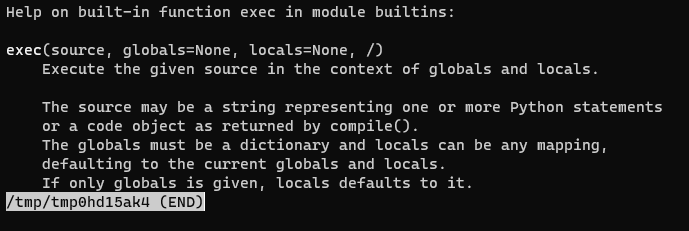 Help on built-in function exec in module builtins:
exec(source, globals=None, locals=None, /)
Execute the given source in the context of globals and locals.
The source may be a string representing one or more Python statements
or a code object as returned by compile().
The globals must be a dictionary and locals can be any mapping,
defaulting to the current globals and locals.
If only globals is given, locals defaults to it.
/tmp/tmp0hd15ak4 (END)